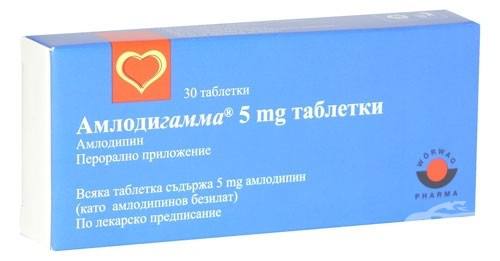 30 таблетки
Амлодигамма® 5 mg таблетки
Амлодипин
Перорално приложение
Всяка таблетка съдържа 5 mg амлодипин
(като амлодипинов безилат)
По лекарско предписание
WÖRWAG
PHARMA